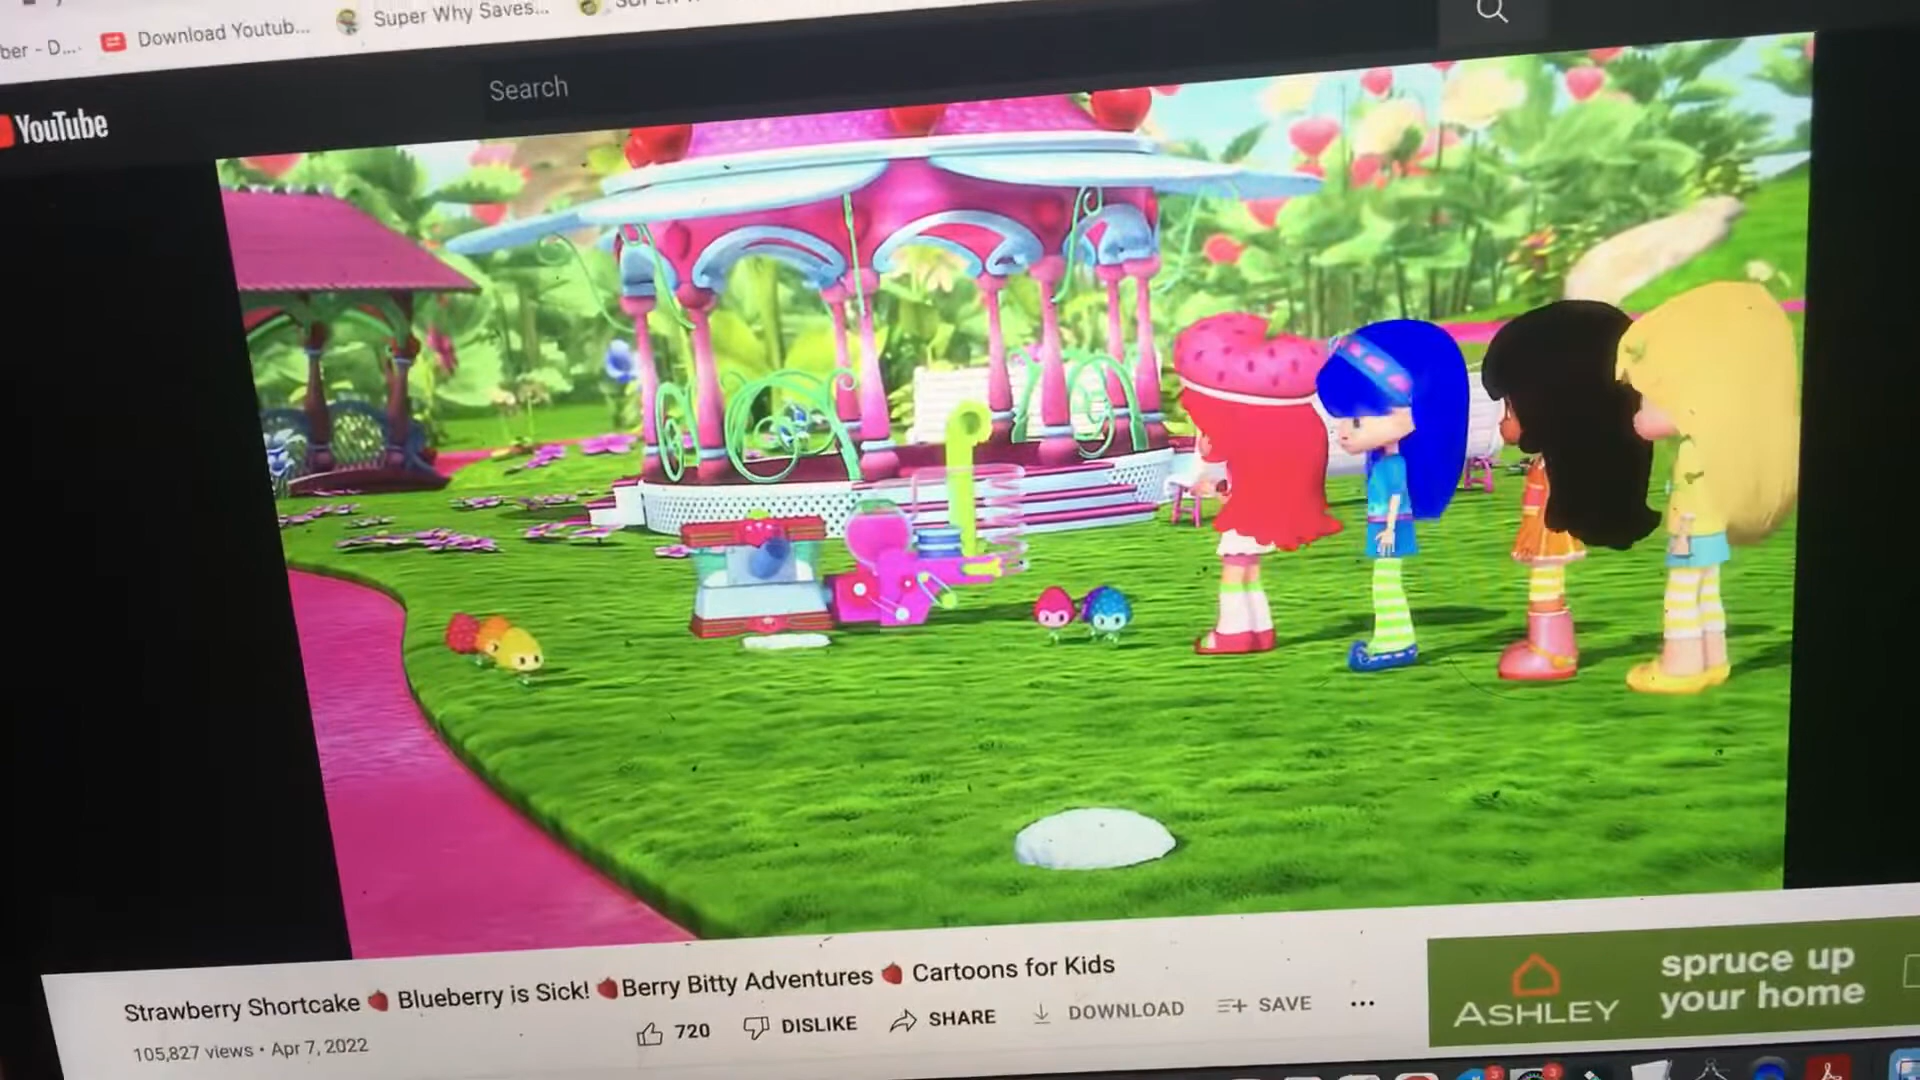 ber - D...
Download Youtub...
Super Why Saves...
YouTube
Search
Strawberry Shortcake 🍓 Blueberry is Sick! 🍓Berry Bitty Adventures 🍓 Cartoons for Kids
105,827 views • Apr 7, 2022
720
DISLIKE
SHARE
DOWNLOAD
SAVE
ASHLEY
spruce up
your home